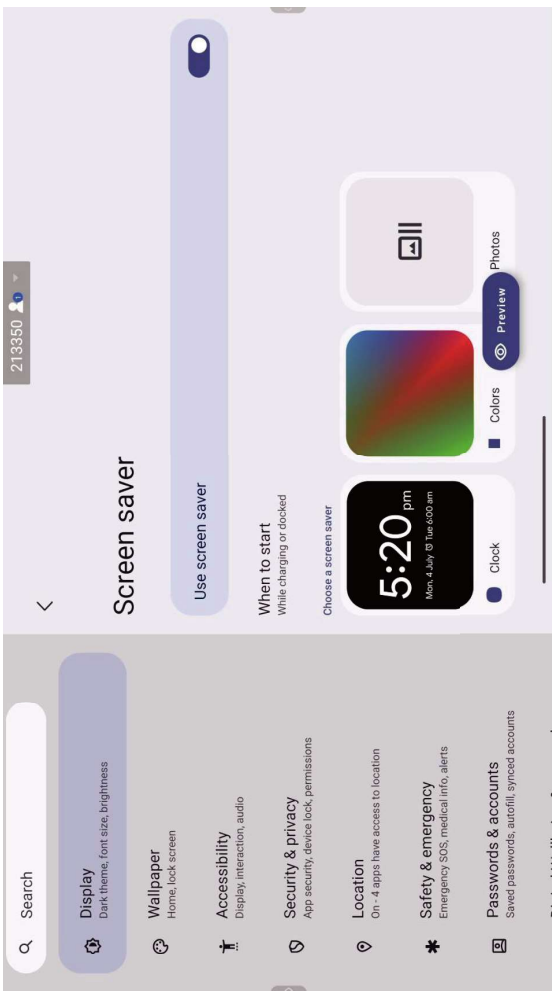 Search
Display
Dark theme, font size, brightness
Wallpaper
Home, lock screen
Accessibility
Display, interaction, audio
Security & privacy
App security, device lock, permissions
Location
On - 4 apps have access to location
Safety & emergency
Emergency SOS, medical info, alerts
Passwords & accounts
Saved passwords, autofill, synced accounts
213350 1
Screen saver
Use screen saver
When to start
While charging or docked
Choose a screen saver
5:20 pm
Mon, 4 July Tue 6:00 am
Clock
Colors
Photos
Preview